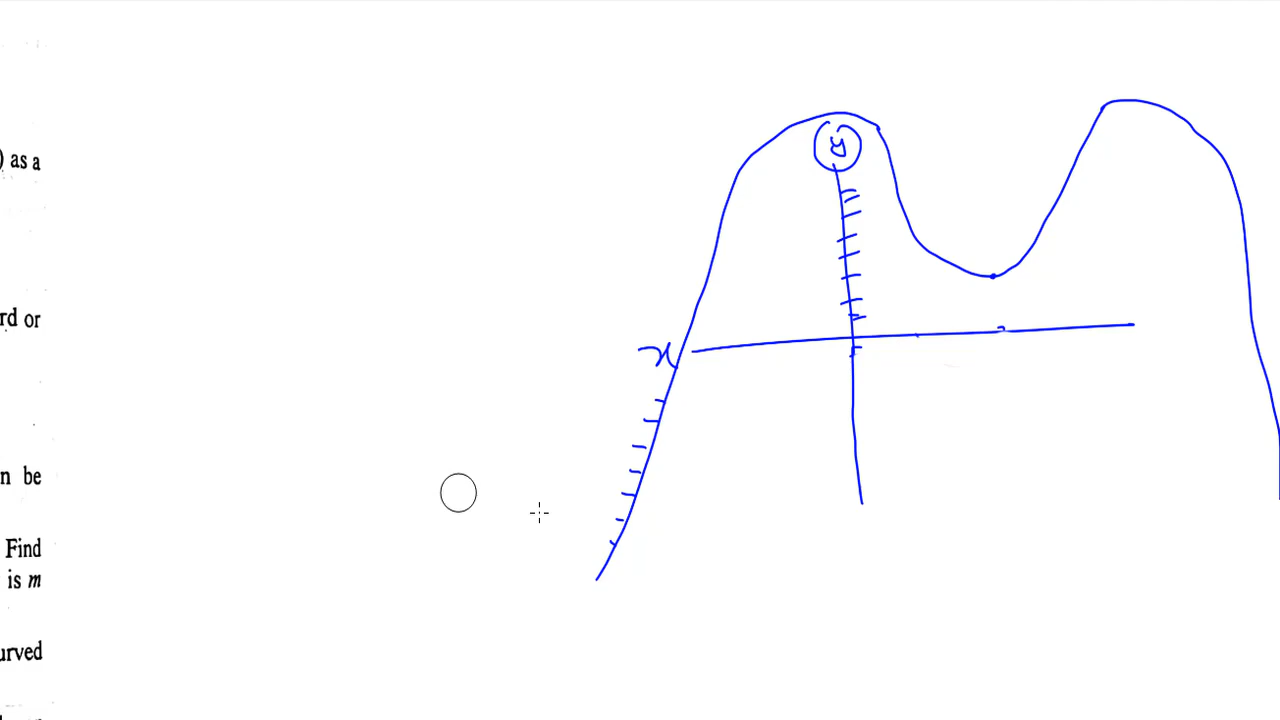 ) as a
y
rd or
x
n be
Find
is m
urved